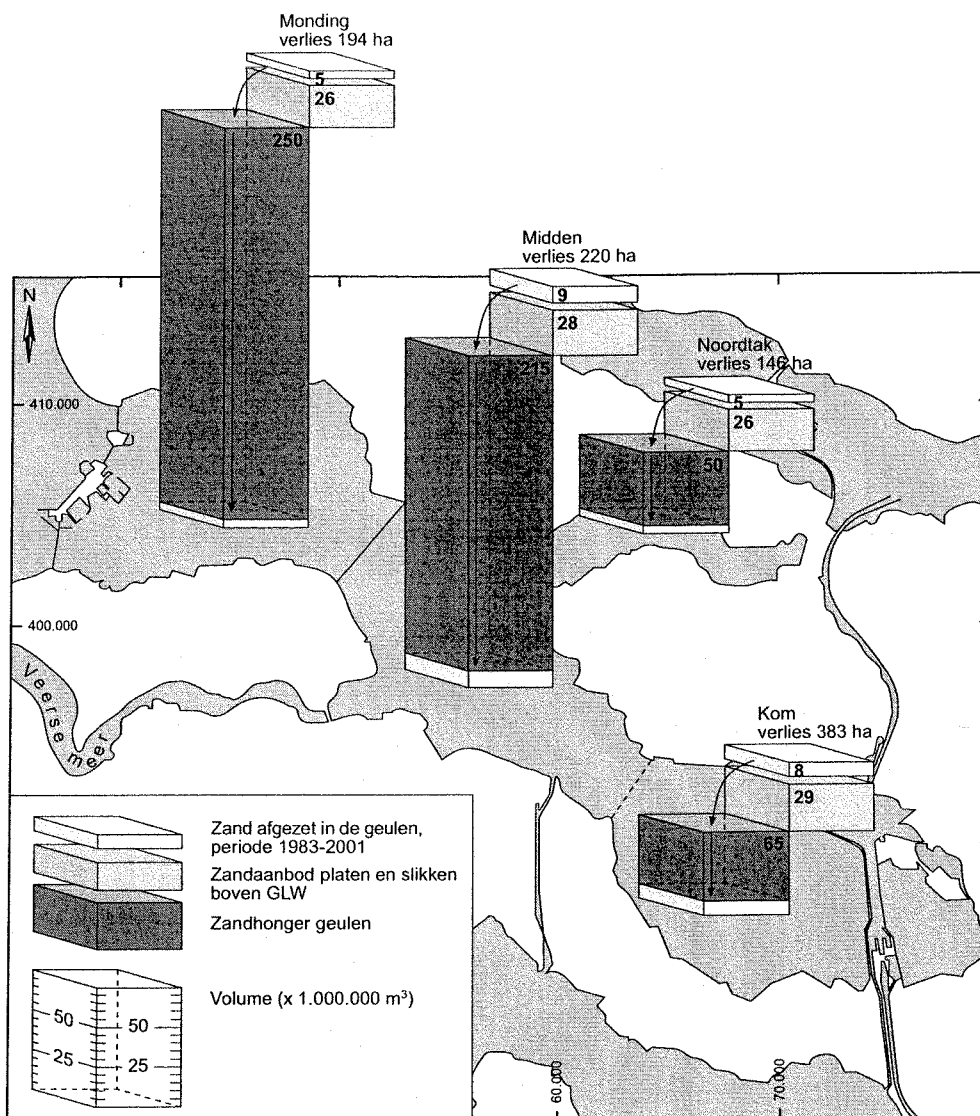 Monding
verlies 194 ha
5
26
250
Midden
verlies 220 ha
9
28
215
N
Noordtak
verlies 146 ha
5
26
50
410.000
400.000
Veerse meer
Kom
verlies 383 ha
8
29
65
Zand afgezet in de geulen,
periode 1983-2001
Zandaanbod platen en slikken
boven GLW
Zandhonger geulen
Volume (x 1.000.000 m³)
50
50
25
25
60.000
70.000